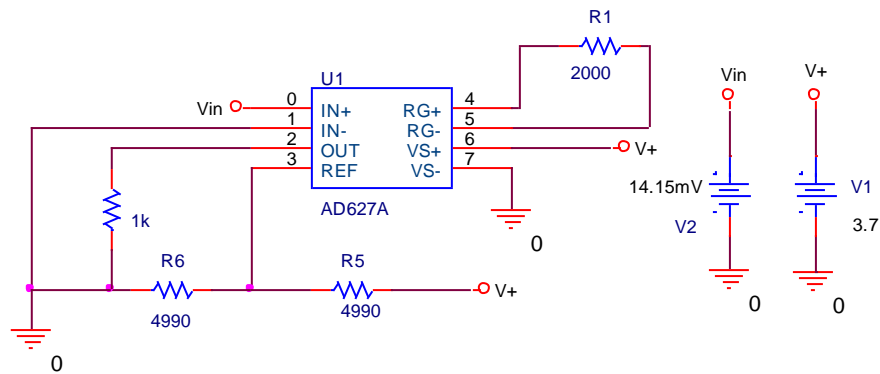 R1
2000
U1
Vin
0 IN+ RG+ 4
1 IN- RG- 5
2 OUT VS+ 6
3 REF VS- 7
V+
AD627A
0
1k
R6
4990
R5
4990
V+
0
Vin
V+
14.15mV
V2
V1
3.7
0
0